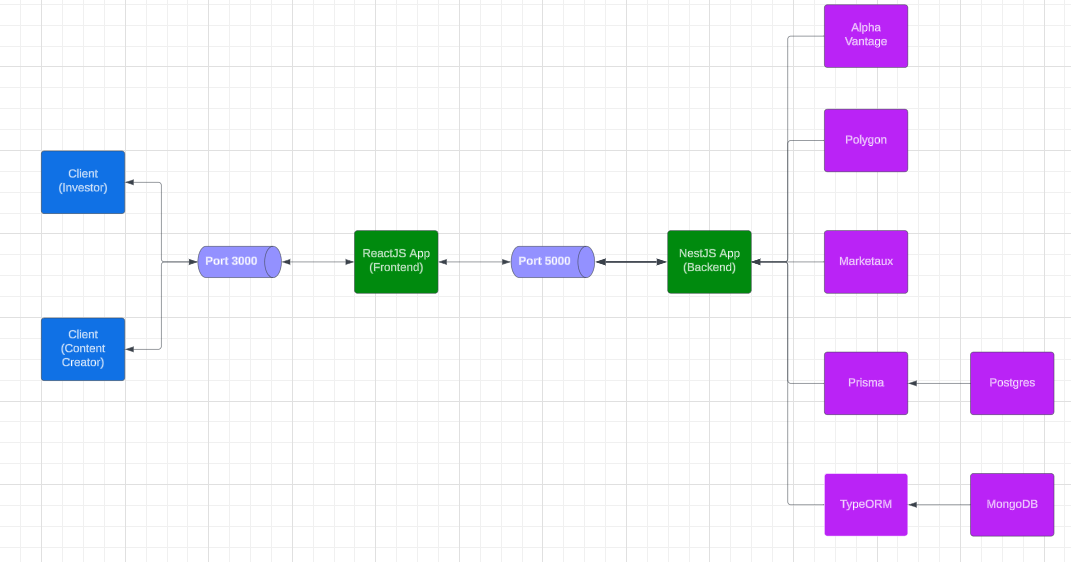 Alpha
Vantage
Polygon
Client
(Investor)
Port 3000
ReactJS App
(Frontend)
Port 5000
NestJS App
(Backend)
Marketaux
Client
(Content
Creator)
Prisma
Postgres
TypeORM
MongoDB